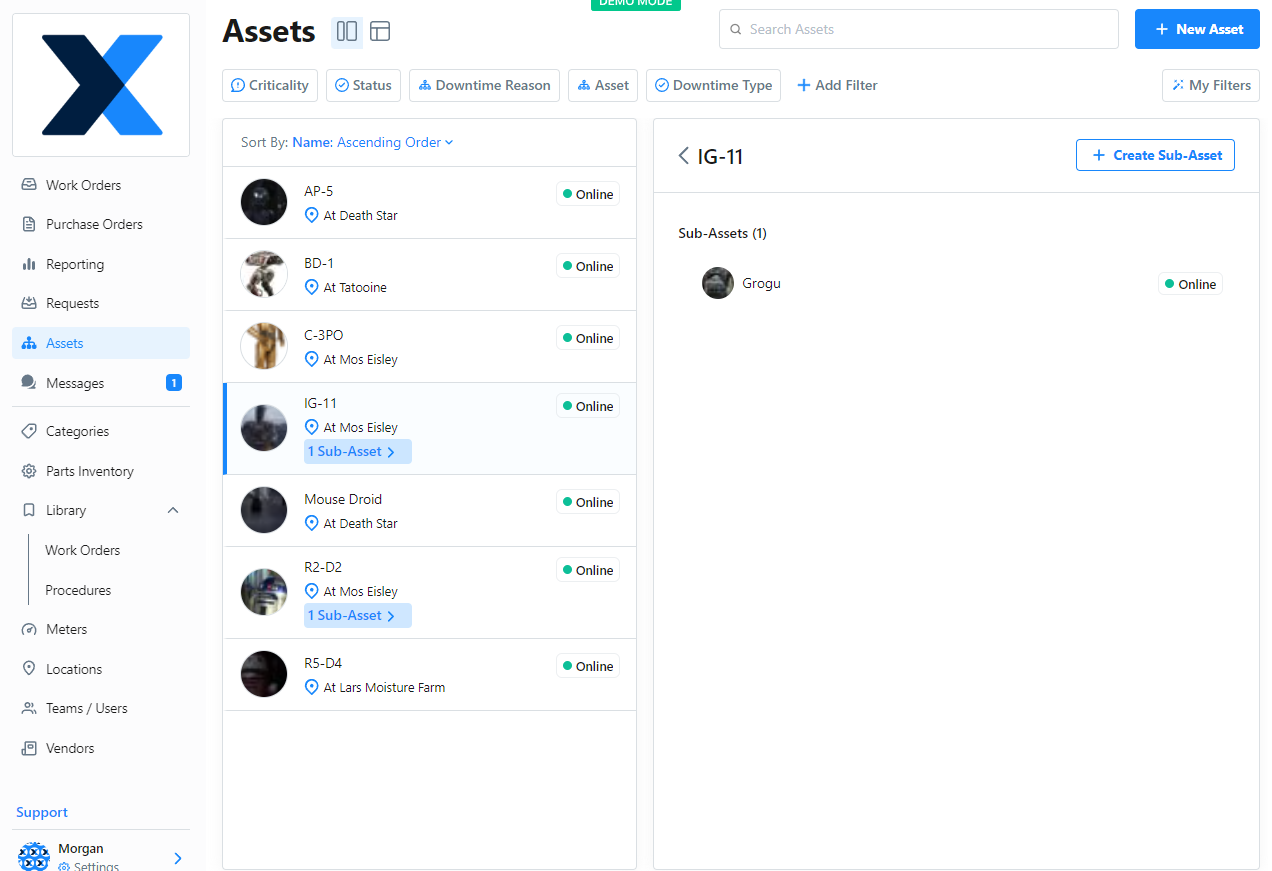 DEMO MODE
Assets
Search Assets
New Asset
Criticality
Status
Downtime Reason
Asset
Downtime Type
Add Filter
My Filters
Work Orders
Purchase Orders
Reporting
Requests
Assets
Messages 1
Categories
Parts Inventory
Library
Work Orders
Procedures
Meters
Locations
Teams / Users
Vendors
Support
Morgan
Settings
Sort By: Name: Ascending Order
AP-5
Online
At Death Star
BD-1
Online
At Tatooine
C-3PO
Online
At Mos Eisley
IG-11
Online
At Mos Eisley
1 Sub-Asset
Mouse Droid
Online
At Death Star
R2-D2
Online
At Mos Eisley
1 Sub-Asset
R5-D4
Online
At Lars Moisture Farm
IG-11
Create Sub-Asset
Sub-Assets (1)
Grogu
Online